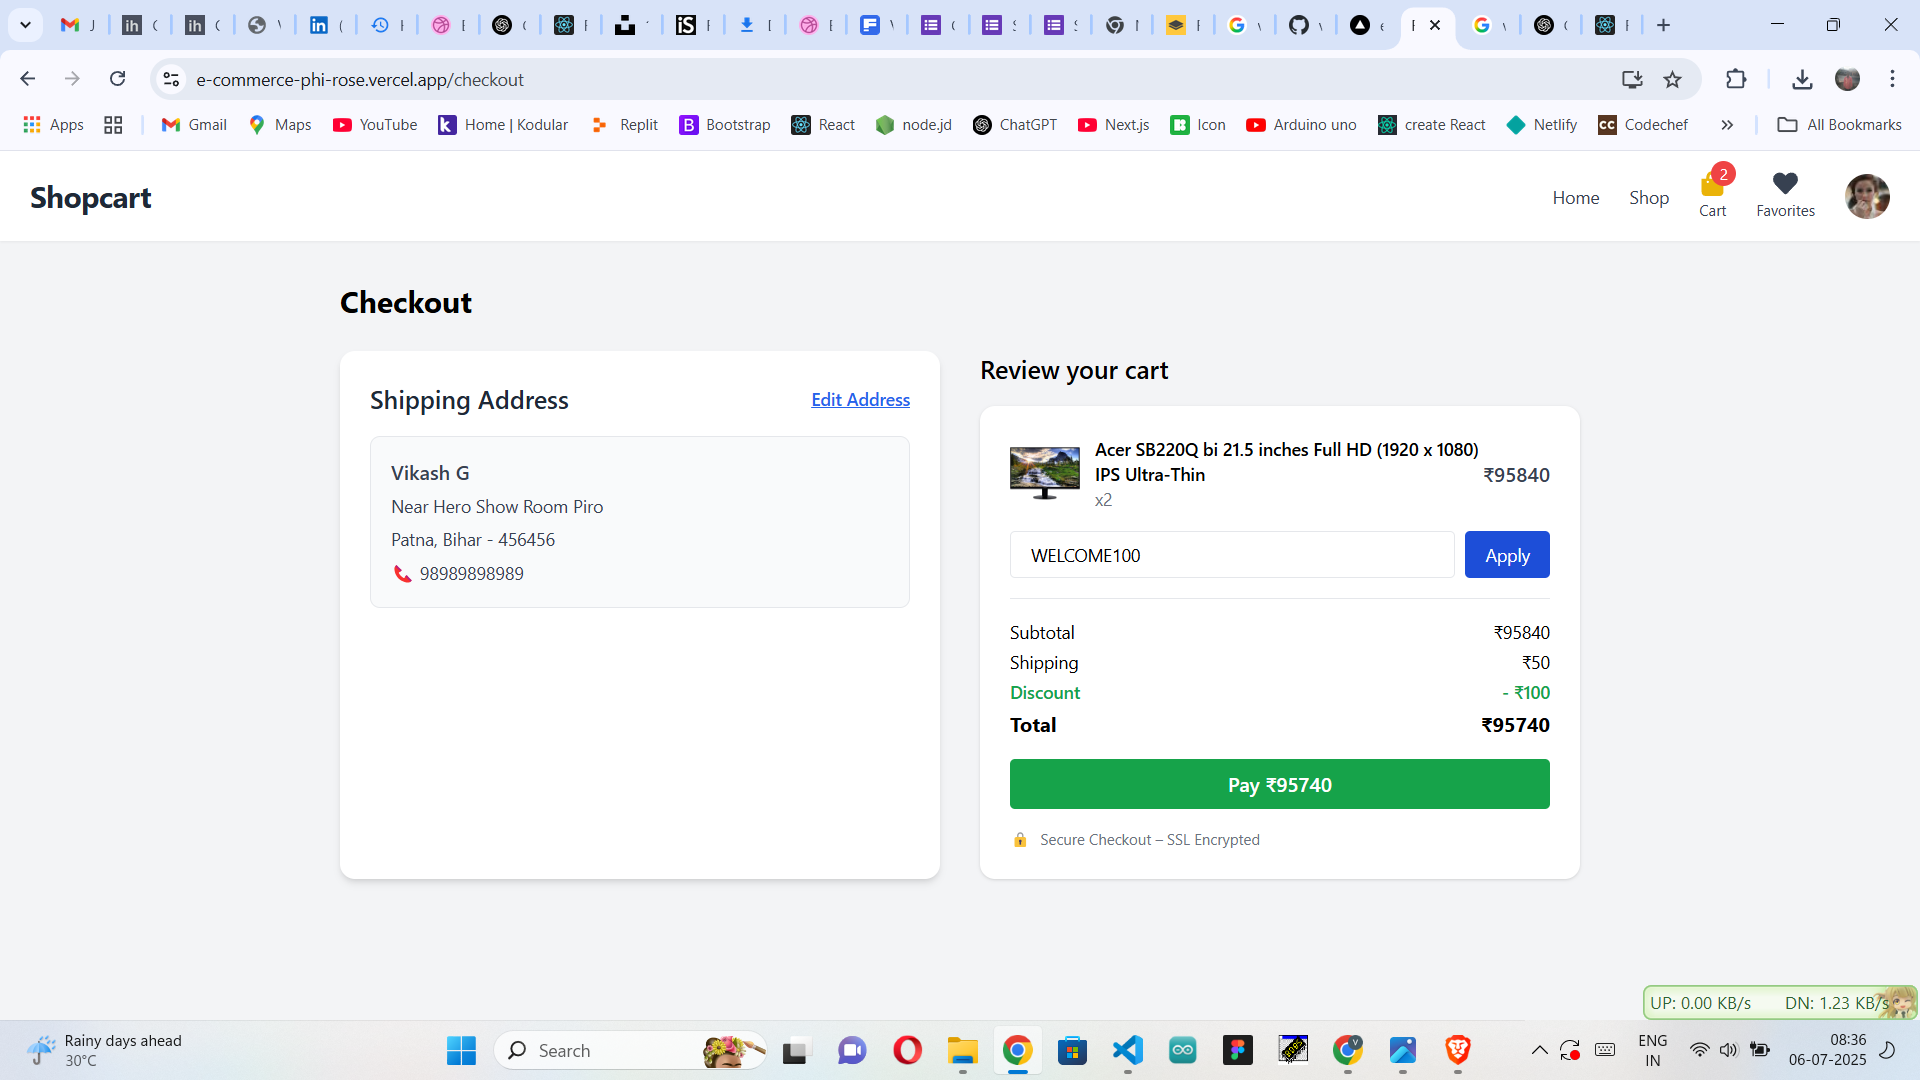 e-commerce-phi-rose.vercel.app/checkout
Apps Gmail Maps YouTube Home | Kodular Replit Bootstrap React node.jd ChatGPT Next.js Icon Arduino uno create React Netlify Codechef » All Bookmarks
Shopcart
Home Shop
2
Cart Favorites
Checkout
Shipping Address
Edit Address
Vikash G
Near Hero Show Room Piro
Patna, Bihar - 456456
98989898989
Review your cart
Acer SB220Q bi 21.5 inches Full HD (1920 x 1080)
IPS Ultra-Thin
₹95840
x2
WELCOME100
Apply
Subtotal ₹95840
Shipping ₹50
Discount - ₹100
Total ₹95740
Pay ₹95740
Secure Checkout – SSL Encrypted
UP: 0.00 KB/s DN: 1.23 KB/s
Rainy days ahead
30°C
Search
ENG
IN
08:36
06-07-2025